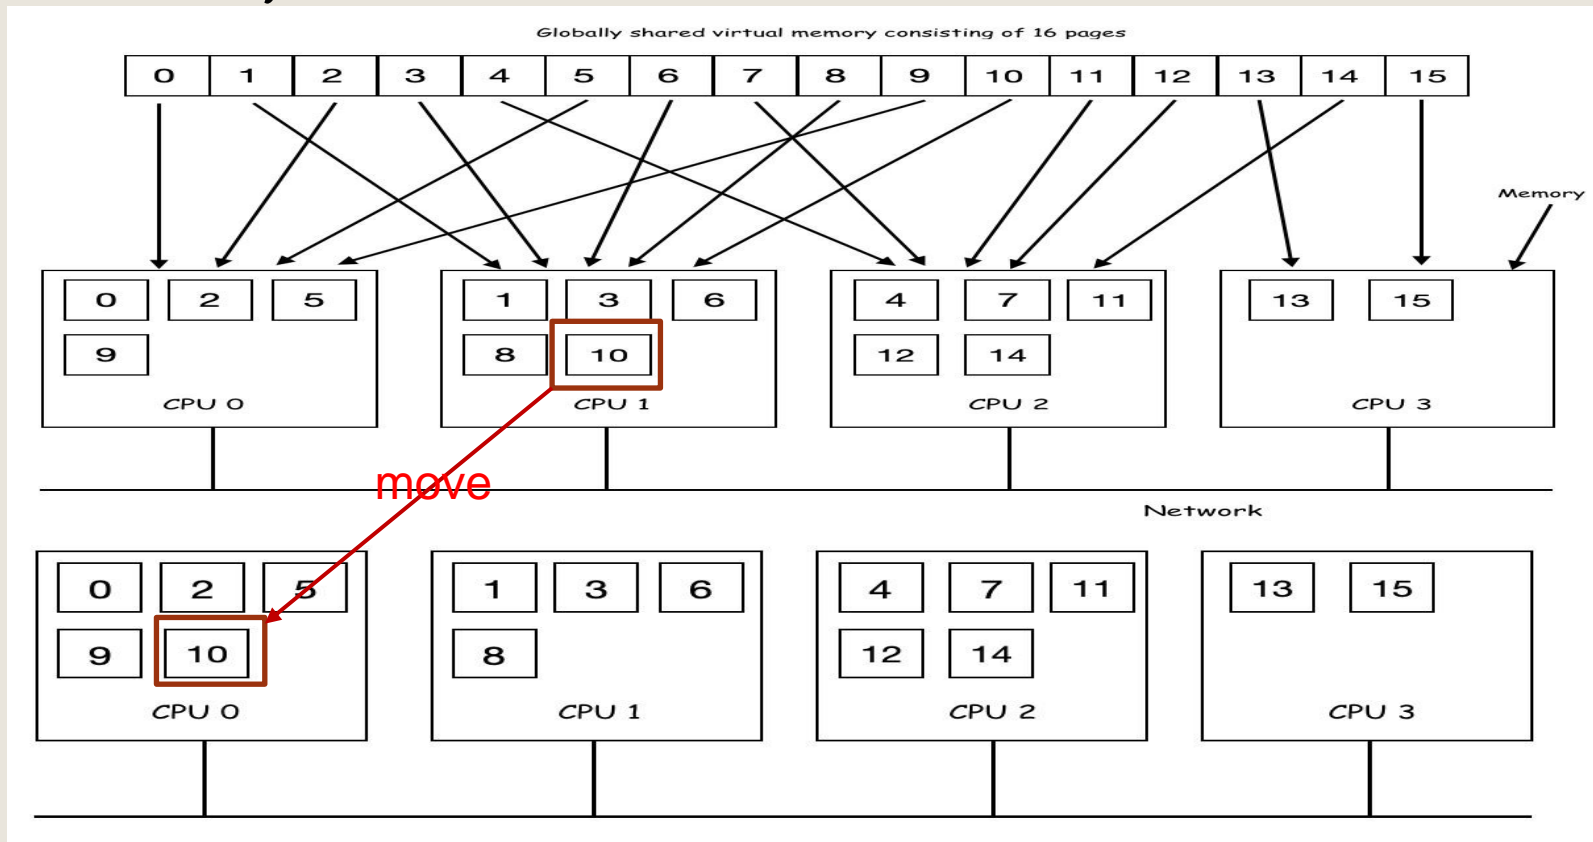 Globally shared virtual memory consisting of 16 pages
0 1 2 3 4 5 6 7 8 9 10 11 12 13 14 15
Memory
0 2 5 1 3 6 4 7 11 13 15
9 8 10 12 14
CPU 0 CPU 1 CPU 2 CPU 3
move
Network
0 2 5 1 3 6 4 7 11 13 15
9 10 8 12 14
CPU 0 CPU 1 CPU 2 CPU 3